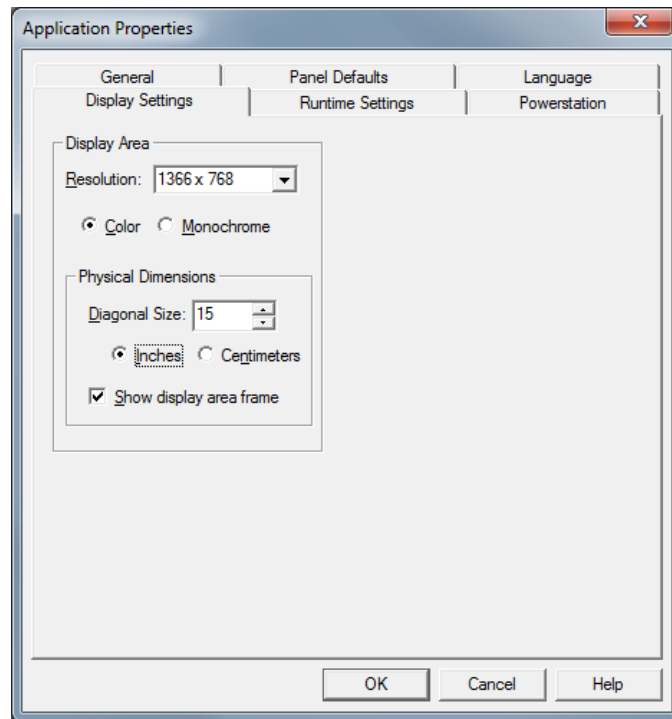 Application Properties
General Panel Defaults Language
Display Settings Runtime Settings Powerstation
Display Area
Resolution: 1366 x 768
Color Monochrome
Physical Dimensions
Diagonal Size: 15
Inches Centimeters
Show display area frame
OK Cancel Help